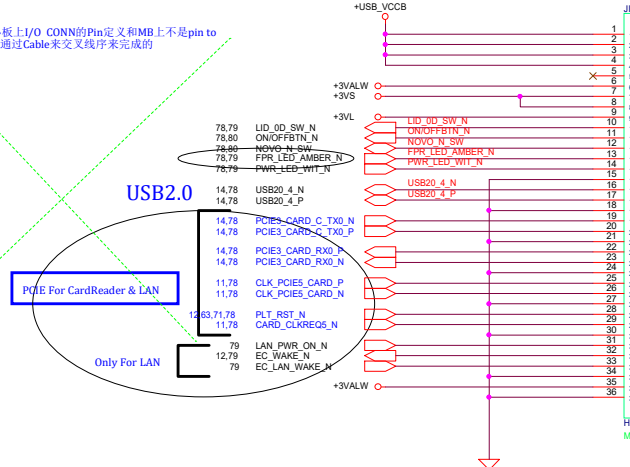 +USB_VCCB
板上I/O CONN的Pin定义和MB上不是pin to
通过Cable来交叉线序来完成的
+3VALW
+3VS
+3VL
78,79 LID_0D_SW_N
78,80 ON/OFFBTN_N
78,80 NOVO_N_SW
78,79 FPR_LED_AMBER_N
78,79 PWR_LED_WIT_N
LID_0D_SW_N
ON/OFFBTN_N
NOVO_N_SW
FPR_LED_AMBER_N
PWR_LED_WIT_N
USB2.0
14,78 USB20_4_N
14,78 USB20_4_P
USB20_4_N
USB20_4_P
14,78 PCIE3_CARD_C_TX0_N
14,78 PCIE3_CARD_C_TX0_P
14,78 PCIE3_CARD_RX0_P
14,78 PCIE3_CARD_RX0_N
PCIE For CardReader & LAN
11,78 CLK_PCIE5_CARD_P
11,78 CLK_PCIE5_CARD_N
12,63,71,78 PLT_RST_N
11,78 CARD_CLKREQ5_N
Only For LAN
79 LAN_PWR_ON_N
12,79 EC_WAKE_N
79 EC_LAN_WAKE_N
+3VALW
1
2
3
4
5
6
7
8
9
10
11
12
13
14
15
16
17
18
19
20
21
22
23
24
25
26
27
28
29
30
31
32
33
34
35
36